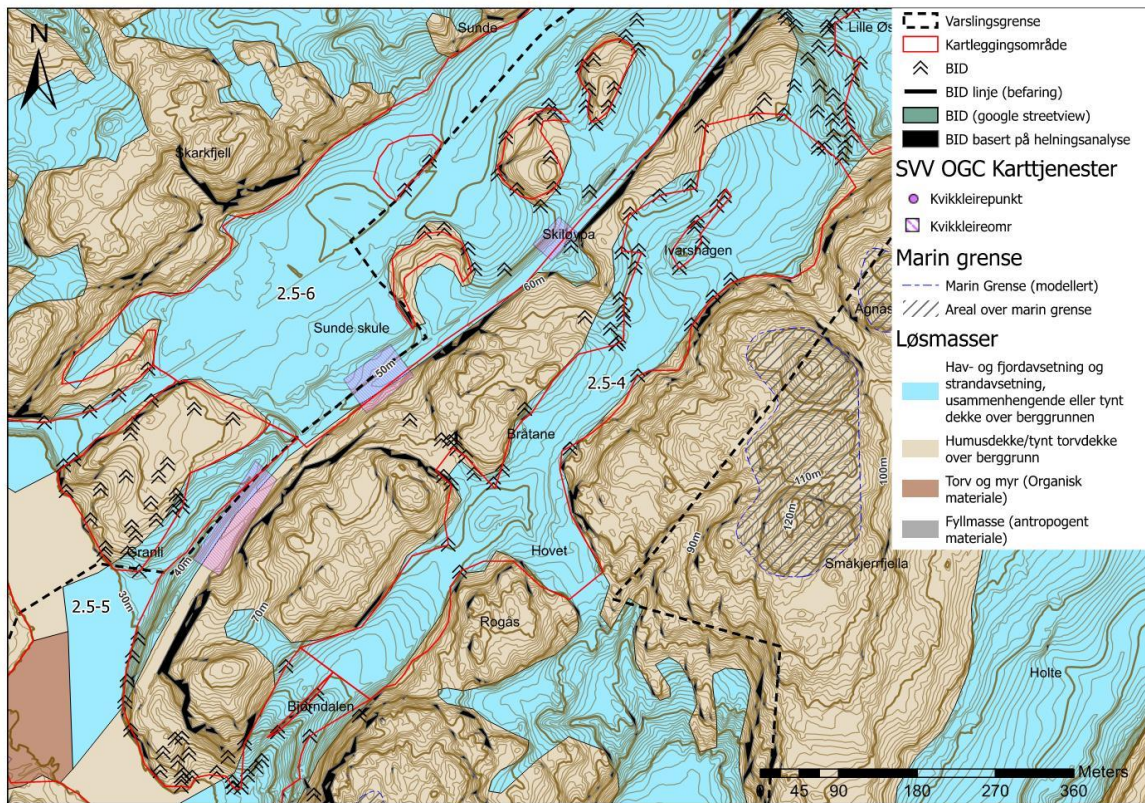 N
Sunde
Lille Øs
Skarkfjell
Skiløypa
Ivarshagen
60m
2.5-6
Sunde skule
50m
Agnas
2.5-4
Bråtane
110m
100m
120m
90m
Granli
40m
Hovet
Småkjerrfjella
30m
2.5-5
70m
Rogås
Holte
Bjørndalen
Varslingsgrense
Kartleggingsområde
BID
BID linje (befaring)
BID (google streetview)
BID basert på helningsanalyse
SVV OGC Karttjenester
Kvikkleirepunkt
Kvikkleireomr
Marin grense
Marin Grense (modellert)
Areal over marin grense
Løsmasser
Hav- og fjordavsetning og
strandavsetning,
usammenhengende eller tynt
dekke over berggrunnen
Humusdekke/tynt torvdekke
over berggrunn
Torv og myr (Organisk
materiale)
Fyllmasse (antropogent
materiale)
Meters
0 45 90 180 270 360